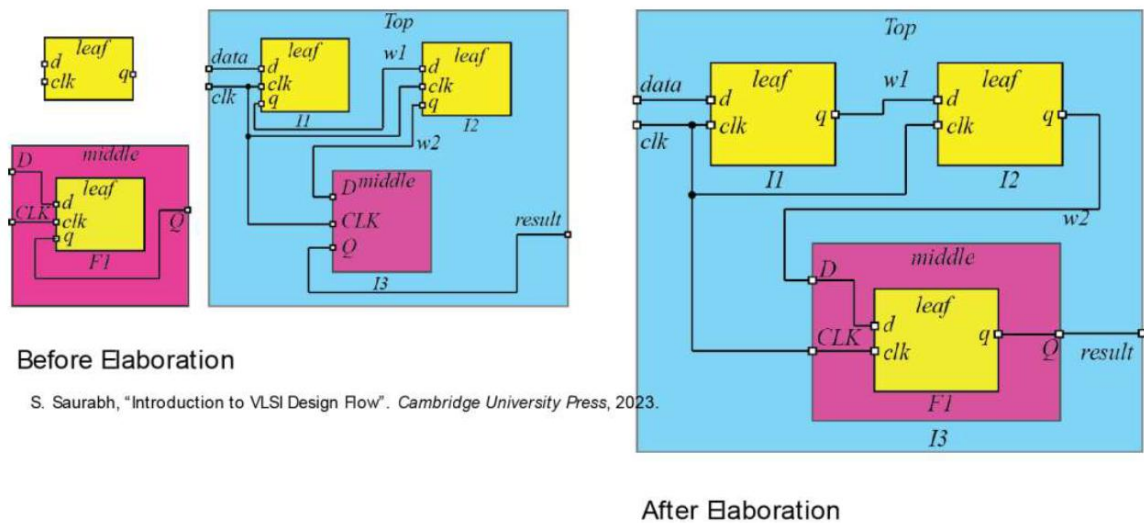 leaf
d
clk
q
middle
D
leaf
d
CLK
clk
Q
q
F1
Top
data
leaf
w1
leaf
d
d
clk
clk
clk
q
q
I1
I2
w2
D
middle
CLK
result
Q
I3
Before Elaboration
S. Saurabh, “Introduction to VLSI Design Flow”. Cambridge University Press, 2023.
Top
data
leaf
w1
leaf
d
q
d
q
clk
clk
clk
I1
I2
w2
middle
D
leaf
d
q
CLK
clk
Q
result
F1
I3
After Elaboration